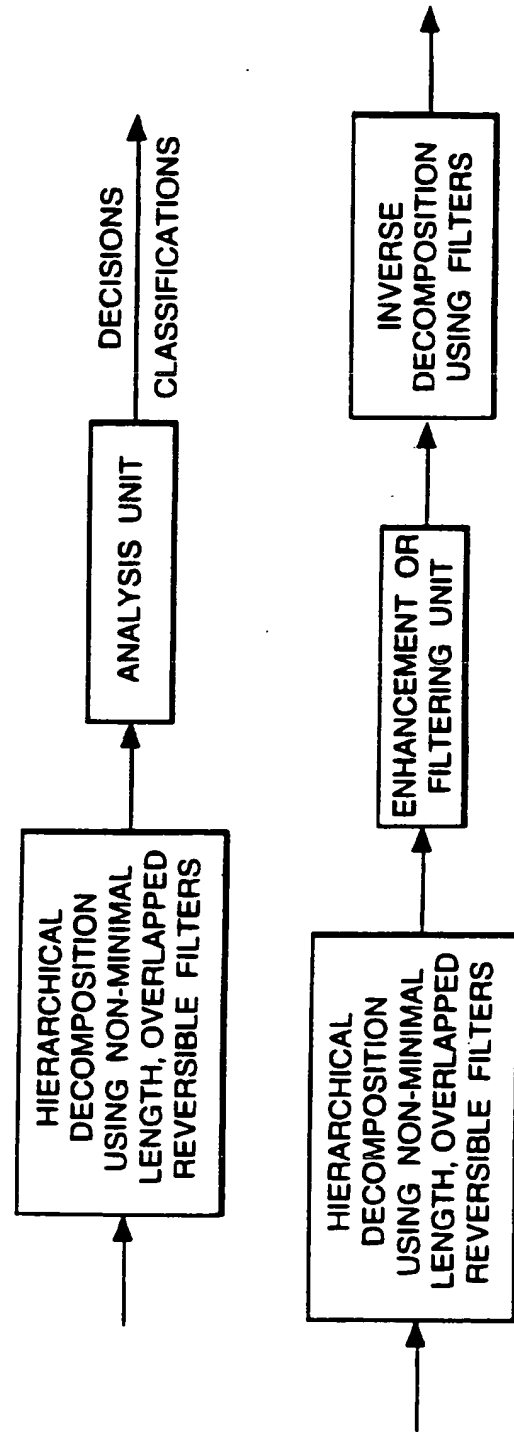 HIERARCHICAL
DECOMPOSITION
USING NON-MINIMAL
LENGTH, OVERLAPPED
REVERSIBLE FILTERS
ANALYSIS UNIT
DECISIONS
CLASSIFICATIONS
HIERARCHICAL
DECOMPOSITION
USING NON-MINIMAL
LENGTH, OVERLAPPED
REVERSIBLE FILTERS
ENHANCEMENT OR
FILTERING UNIT
INVERSE
DECOMPOSITION
USING FILTERS